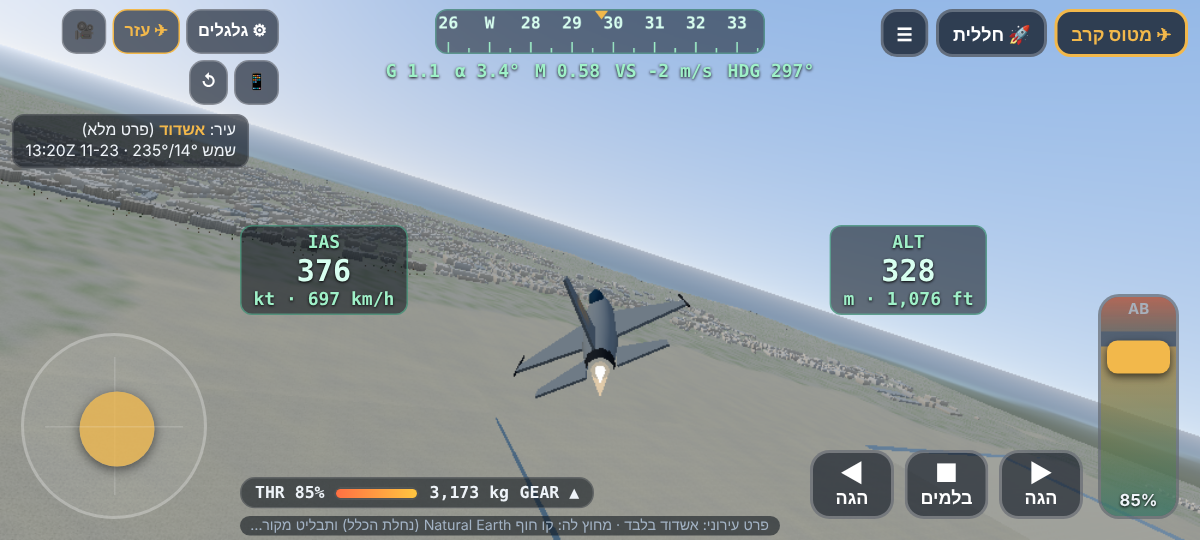 ✈ מטוס קרב
🚀 חללית
☰
26 W 28 29 30 31 32 33
G 1.1 α 3.4° M 0.58 VS -2 m/s HDG 297°
⚙ גלגלים
✈ עזר
עיר: אשדוד (פרט מלא)
שמש 235°/14° · 11-23 13:20Z
IAS
376
kt · 697 km/h
ALT
328
m · 1,076 ft
AB
85%
▶
הגה
■
בלמים
◀
הגה
THR 85% 3,173 kg GEAR ▲
פרט עירוני: אשדוד בלבד · מחוץ לה: קו חוף Natural Earth (נחלת הכלל) ותבליט מקור...